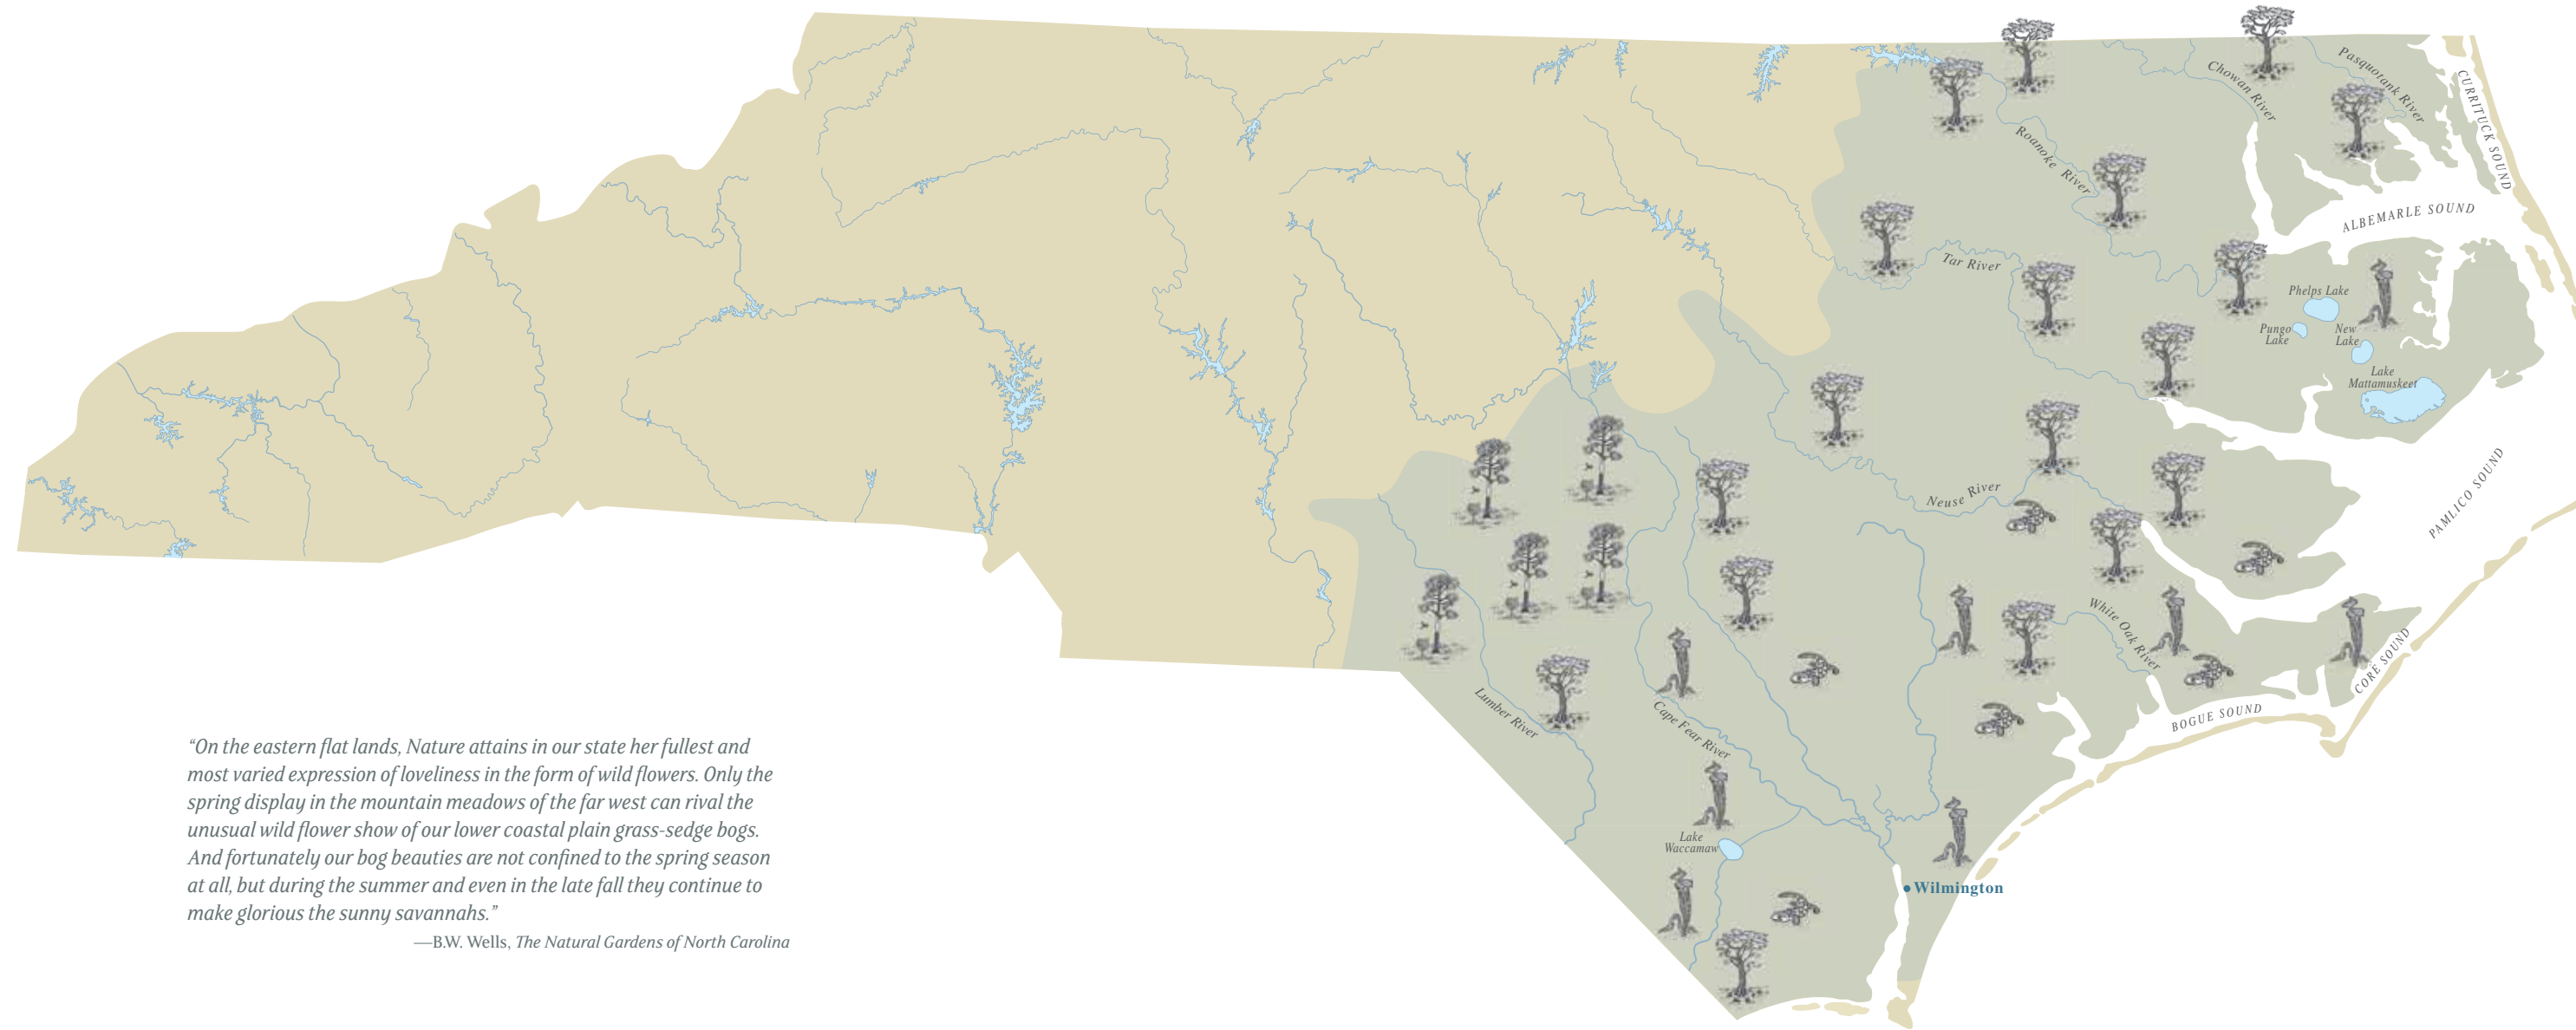 Chowan River
Pasquotank River
CURRITUCK SOUND
Roanoke River
ALBEMARLE SOUND
Tar River
Phelps Lake
Pungo
Lake
New
Lake
Lake
Mattamuskeet
PAMLICO SOUND
Neuse River
White Oak River
CORE SOUND
BOGUE SOUND
Lumber River
Cape Fear River
Lake
Waccamaw
Wilmington
“On the eastern flat lands, Nature attains in our state her fullest and
most varied expression of loveliness in the form of wild flowers. Only the
spring display in the mountain meadows of the far west can rival the
unusual wild flower show of our lower coastal plain grass-sedge bogs.
And fortunately our bog beauties are not confined to the spring season
at all, but during the summer and even in the late fall they continue to
make glorious the sunny savannahs.”
—B.W. Wells, The Natural Gardens of North Carolina